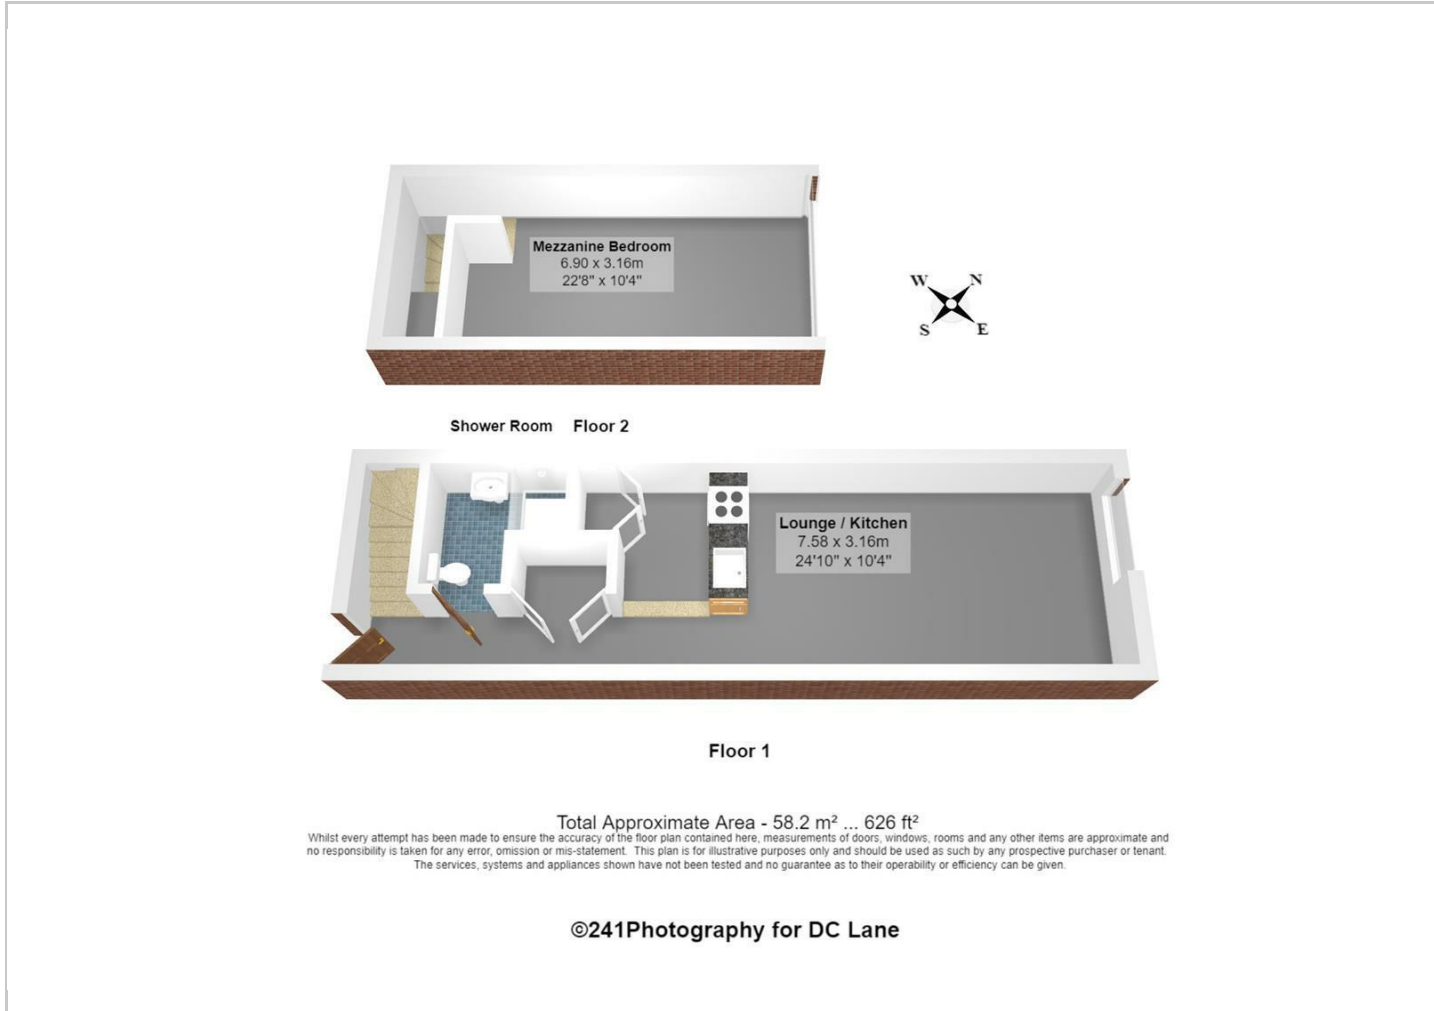 Mezzanine Bedroom
6.90 x 3.16m
22'8" x 10'4"
W N
S E
Shower Room Floor 2
Lounge / Kitchen
7.58 x 3.16m
24'10" x 10'4"
Floor 1
Total Approximate Area - 58.2 m² ... 626 ft²
Whilst every attempt has been made to ensure the accuracy of the floor plan contained here, measurements of doors, windows, rooms and any other items are approximate and
no responsibility is taken for any error, omission or mis-statement. This plan is for illustrative purposes only and should be used as such by any prospective purchaser or tenant.
The services, systems and appliances shown have not been tested and no guarantee as to their operability or efficiency can be given.
©241Photography for DC Lane